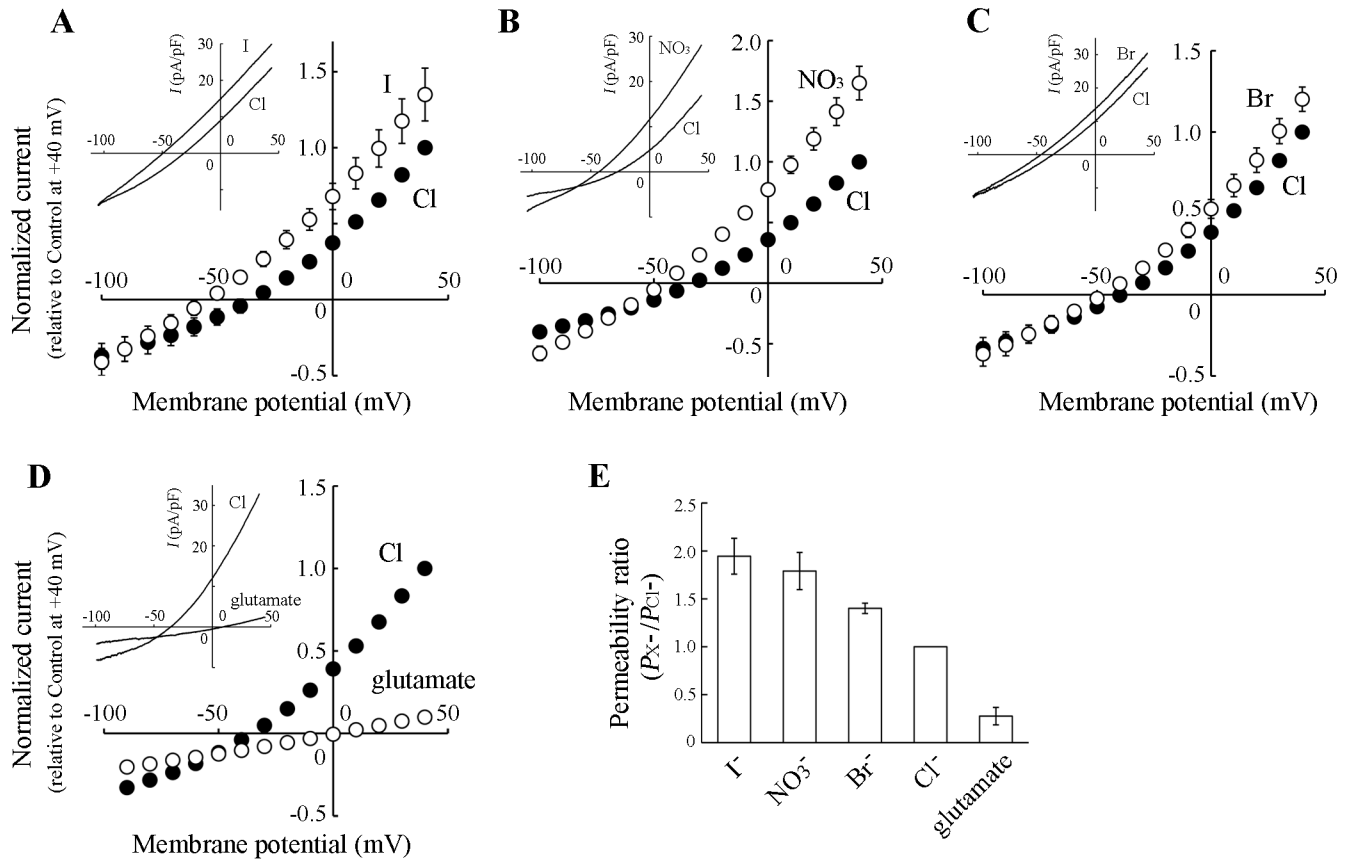 A
Normalized current
(relative to Control at +40 mV)
I (pA/pF)
30
20
I
Cl
-100
-50
0
50
0
1.5
1.0
I
Cl
-100
-50
0
50
0
-0.5
Membrane potential (mV)
B
I (pA/pF)
30
20
NO3
Cl
-100
-50
0
50
0
2.0
1.5
1.0
0.5
NO3
Cl
-100
-50
0
50
0
-0.5
Membrane potential (mV)
C
I (pA/pF)
30
20
Br
Cl
-100
-50
0
50
0
1.5
1.0
0.5
Br
Cl
-100
-50
0
50
0
-0.5
Membrane potential (mV)
D
Normalized current
(relative to Control at +40 mV)
I (pA/pF)
30
20
Cl
glutamate
-100
-50
0
50
0
1.5
1.0
0.5
Cl
glutamate
-100
-50
0
50
0
-0.5
Membrane potential (mV)
E
Permeability ratio
(PX- /PCl-)
2.5
2.0
1.5
1.0
0.5
0
I-
NO3-
Br-
Cl-
glutamate